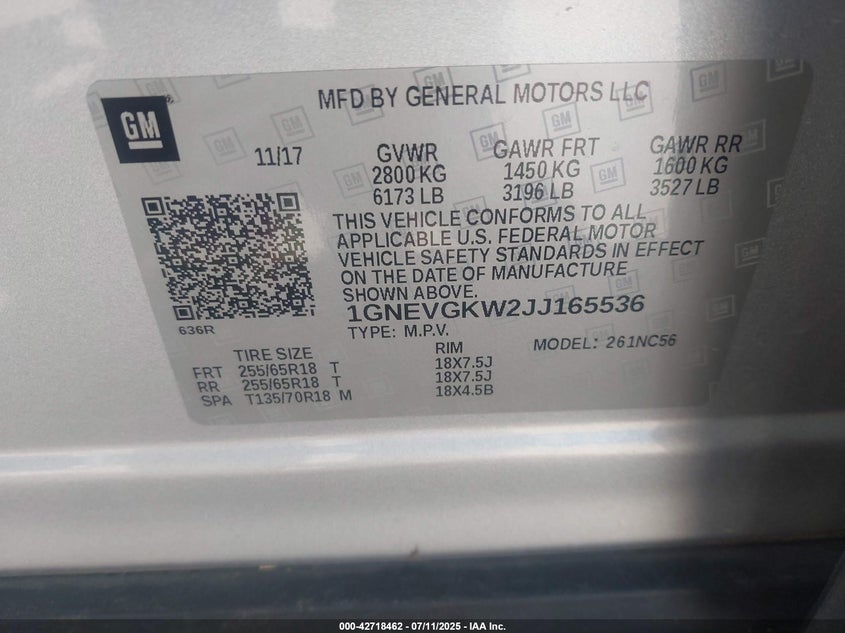 GM
MFD BY GENERAL MOTORS LLC
11/17
GVWR GAWR FRT GAWR RR
2800 KG 1450 KG 1600 KG
6173 LB 3196 LB 3527 LB
THIS VEHICLE CONFORMS TO ALL
APPLICABLE U.S. FEDERAL MOTOR
VEHICLE SAFETY STANDARDS IN EFFECT
ON THE DATE OF MANUFACTURE
SHOWN ABOVE.
1GNEVGKW2JJ165536
636R
TYPE: M.P.V. MODEL: 261NC56
TIRE SIZE RIM
FRT 255/65R18 T 18X7.5J
RR 255/65R18 T 18X7.5J
SPA T135/70R18 M 18X4.5B
000-42718462 - 07/11/2025 - IAA Inc.